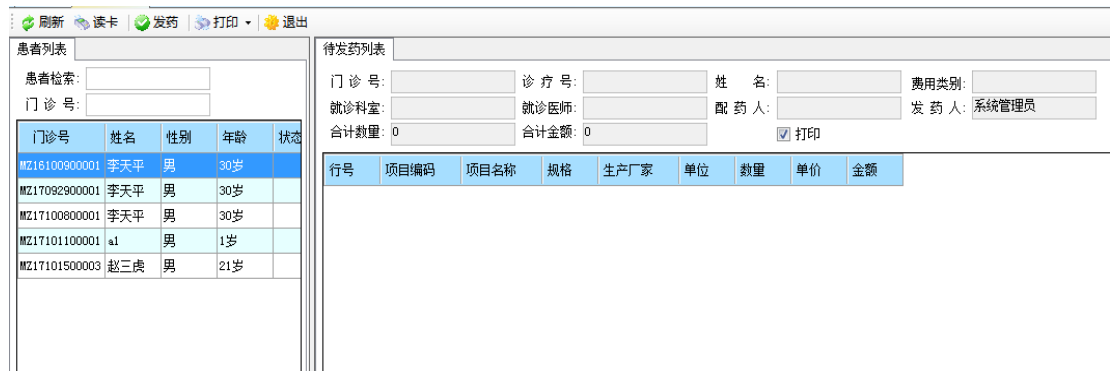 刷新 读卡 发药 打印 退出
患者列表
患者检索:
门 诊 号:
门诊号 姓名 性别 年龄 状态
MZ16100900001 李天平 男 30岁
MZ17092900001 李天平 男 30岁
MZ17100800001 李天平 男 30岁
MZ17101100001 a1 男 1岁
MZ17101500003 赵三虎 男 21岁
待发药列表
门 诊 号: 诊 疗 号: 姓 名: 费用类别:
就诊科室: 就诊医师: 配 药 人: 发 药 人: 系统管理员
合计数量: 0 合计金额: 0 打印
行号 项目编码 项目名称 规格 生产厂家 单位 数量 单价 金额